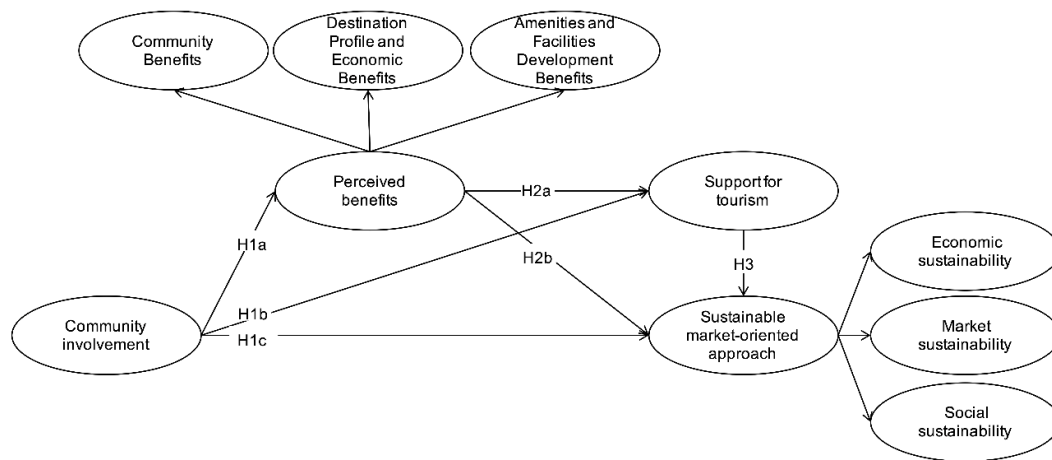 Community
Benefits
Destination
Profile and
Economic
Benefits
Amenities and
Facilities
Development
Benefits
Perceived
benefits
H2a
Support for
tourism
H1a
H2b
H3
Economic
sustainability
Community
involvement
H1b
H1c
Sustainable
market-oriented
approach
Market
sustainability
Social
sustainability